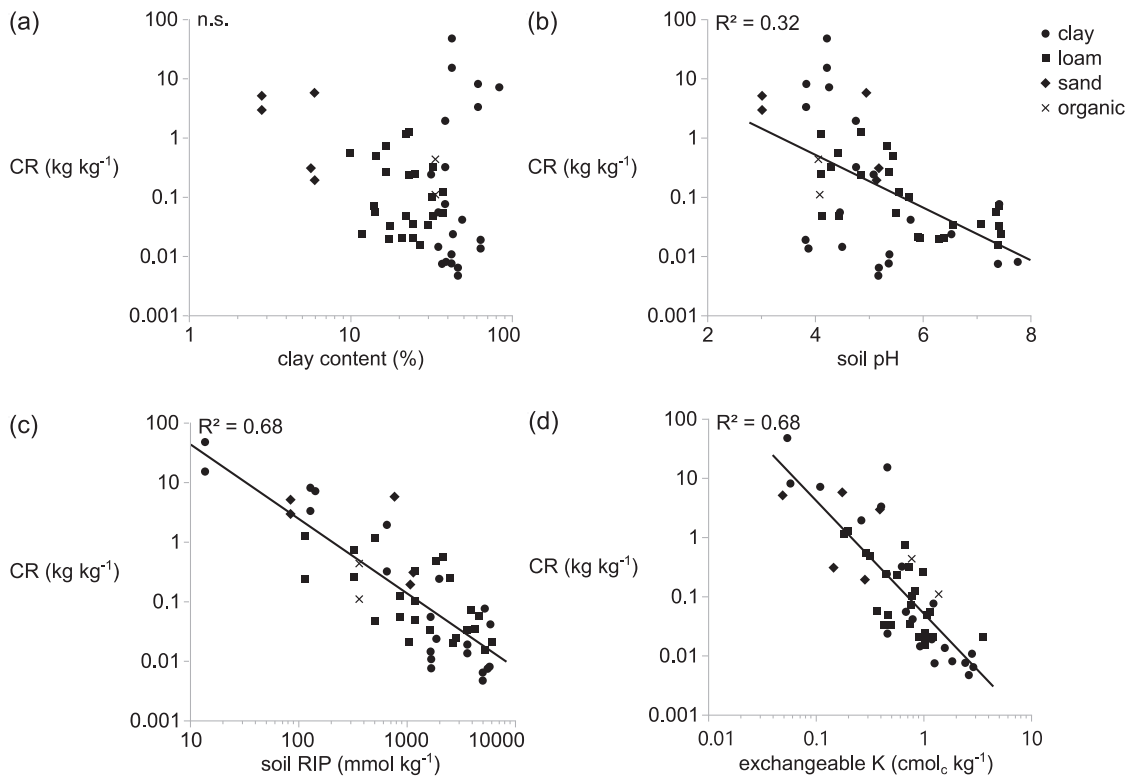 (a)
n.s.
100
10
1
0.1
0.01
0.001
CR (kg kg⁻¹)
1
10
100
clay content (%)
(b)
R² = 0.32
100
10
1
0.1
0.01
0.001
CR (kg kg⁻¹)
2
4
6
8
soil pH
clay
loam
sand
organic
(c)
R² = 0.68
100
10
1
0.1
0.01
0.001
CR (kg kg⁻¹)
10
100
1000
10000
soil RIP (mmol kg⁻¹)
(d)
R² = 0.68
100
10
1
0.1
0.01
0.001
CR (kg kg⁻¹)
0.01
0.1
1
10
exchangeable K (cmol꜀ kg⁻¹)